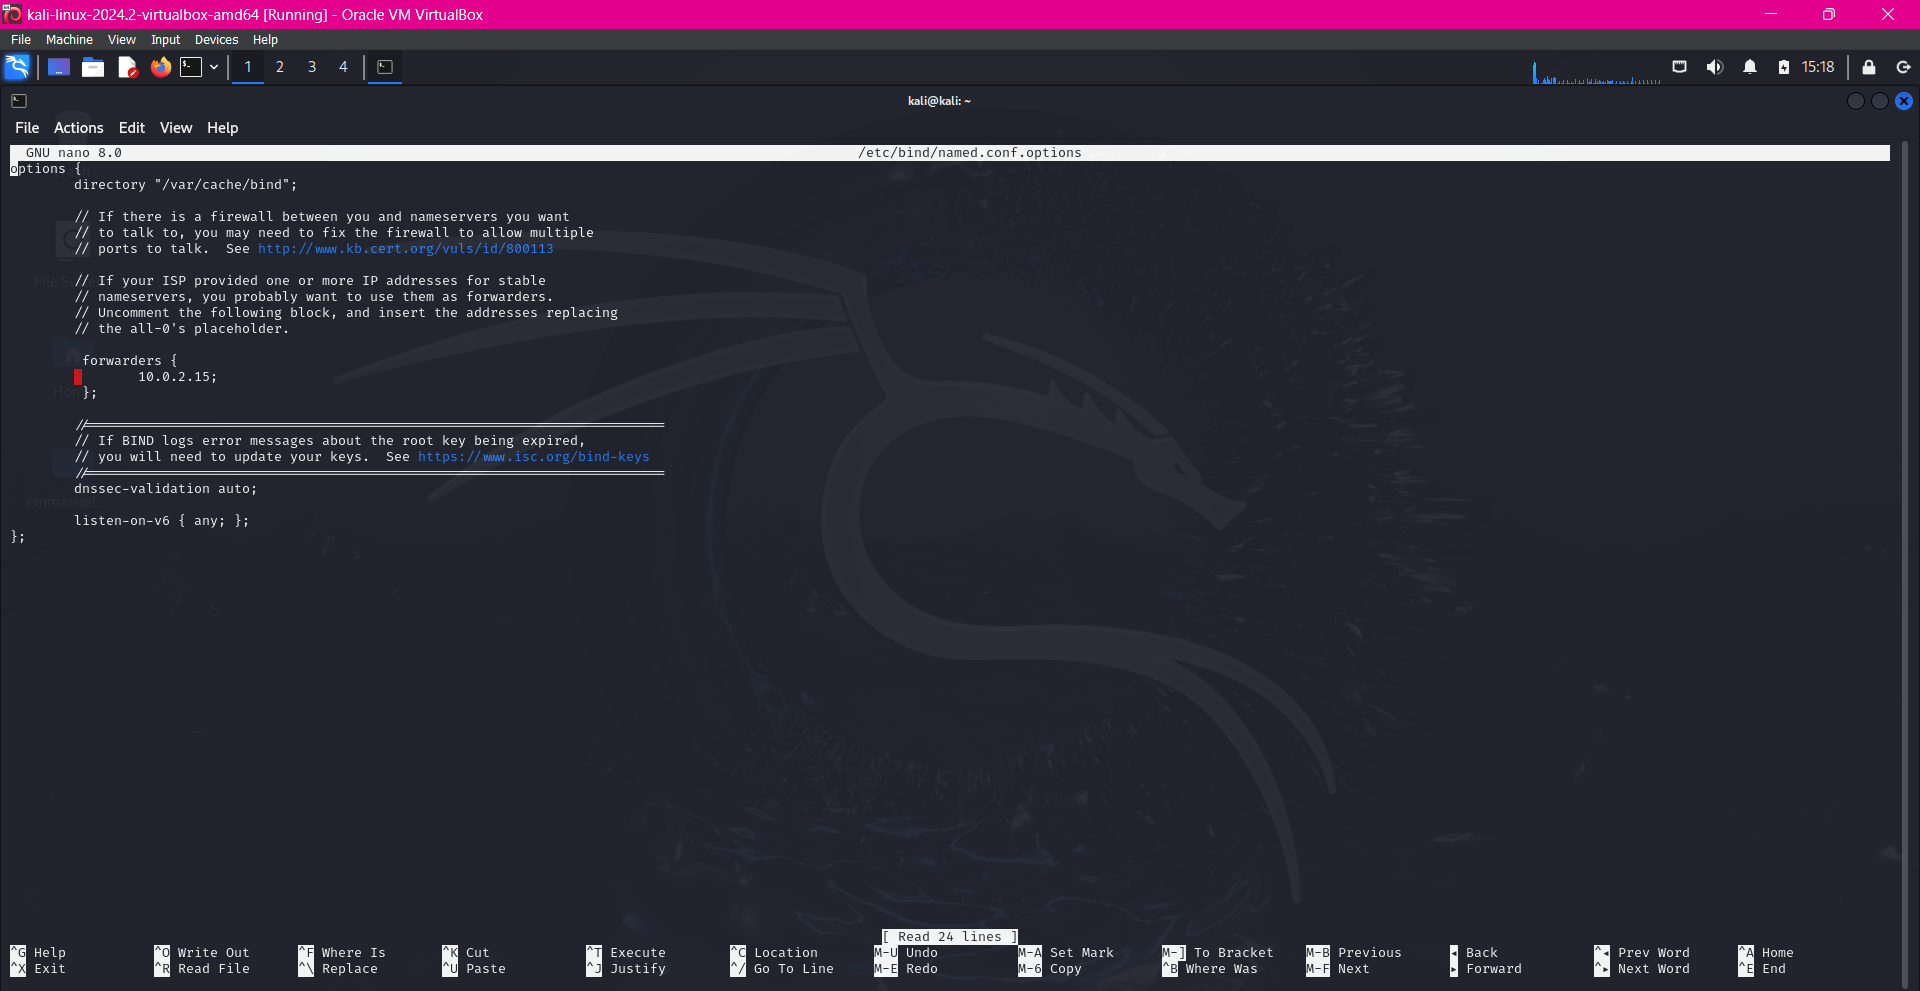 kali-linux-2024.2-virtualbox-amd64 [Running] - Oracle VM VirtualBox
File Machine View Input Devices Help
1 2 3 4 15:18
kali@kali: ~
File Actions Edit View Help
GNU nano 8.0 /etc/bind/named.conf.options
options {
directory "/var/cache/bind";
// If there is a firewall between you and nameservers you want
// to talk to, you may need to fix the firewall to allow multiple
// ports to talk.  See http://www.kb.cert.org/vuls/id/800113
// If your ISP provided one or more IP addresses for stable
// nameservers, you probably want to use them as forwarders.
// Uncomment the following block, and insert the addresses replacing
// the all-0's placeholder.
forwarders {
10.0.2.15;
};
//========================================================================
// If BIND logs error messages about the root key being expired,
// you will need to update your keys.  See https://www.isc.org/bind-keys
//========================================================================
dnssec-validation auto;
listen-on-v6 { any; };
};
[ Read 24 lines ]
^G Help ^O Write Out ^F Where Is ^K Cut ^T Execute ^C Location M-U Undo M-A Set Mark M-] To Bracket M-B Previous ◂ Back ^◂ Prev Word ^A Home
^X Exit ^R Read File ^\ Replace ^U Paste ^J Justify ^/ Go To Line M-E Redo M-6 Copy ^B Where Was M-F Next ▸ Forward ^▸ Next Word ^E End